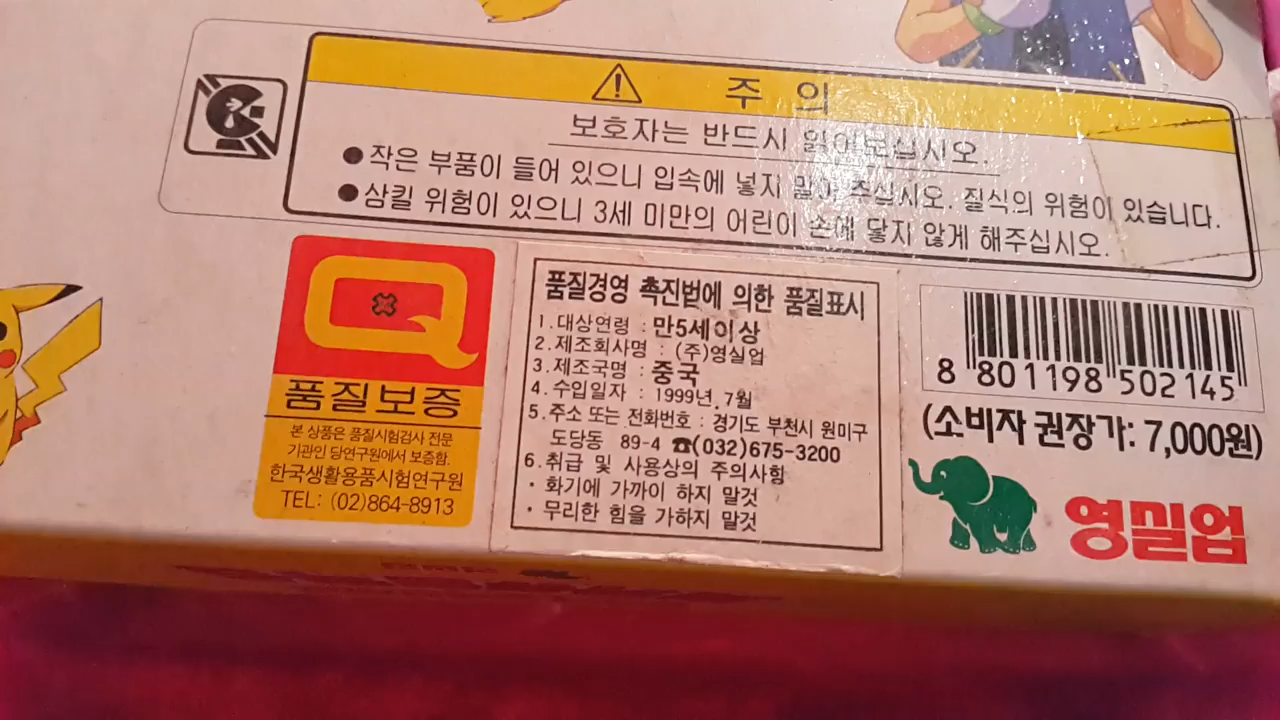 주 의
보호자는 반드시 읽어보십시오.
●작은 부품이 들어 있으니 입속에 넣지 말아 주십시오. 질식의 위험이 있습니다.
●삼킬 위험이 있으니 3세 미만의 어린이 손에 닿지 않게 해주십시오.
Q
품질보증
본 상품은 품질시험검사 전문
기관인 당연구원에서 보증함.
한국생활용품시험연구원
TEL: (02)864-8913
품질경영 촉진법에 의한 품질표시
1.대상연령 : 만5세이상
2.제조회사명 : (주)영실업
3.제조국명 : 중국
4.수입일자 : 1999년, 7월
5.주소 또는 전화번호 : 경기도 부천시 원미구
도당동 89-4 ☎(032)675-3200
6.취급 및 사용상의 주의사항
· 화기에 가까이 하지 말것
· 무리한 힘을 가하지 말것
8 801198 502145
(소비자 권장가: 7,000원)
영실업